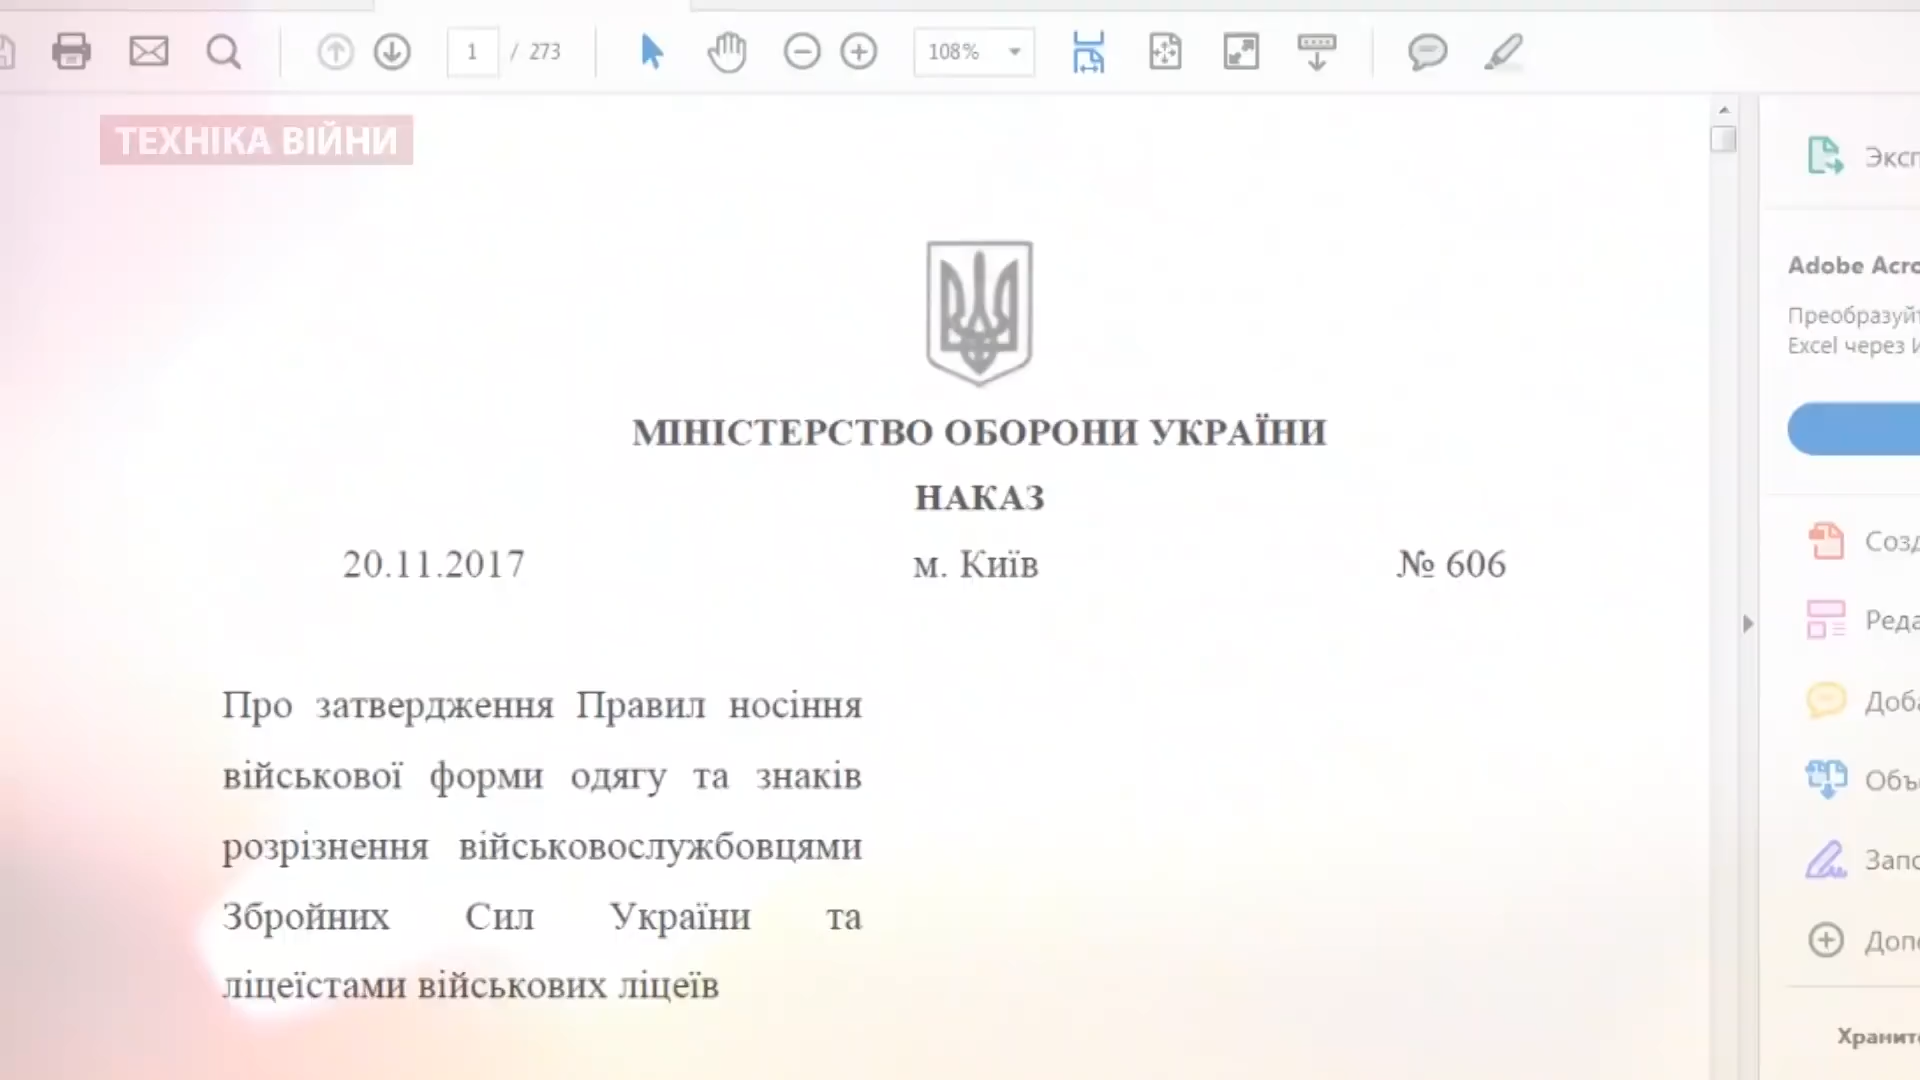 1 / 273
108%
ТЕХНІКА ВІЙНИ
МІНІСТЕРСТВО ОБОРОНИ УКРАЇНИ
НАКАЗ
20.11.2017 м. Київ № 606
Про затвердження Правил носіння
військової форми одягу та знаків
розрізнення військовослужбовцями
Збройних Сил України та
ліцеїстами військових ліцеїв
Adobe
Excel через